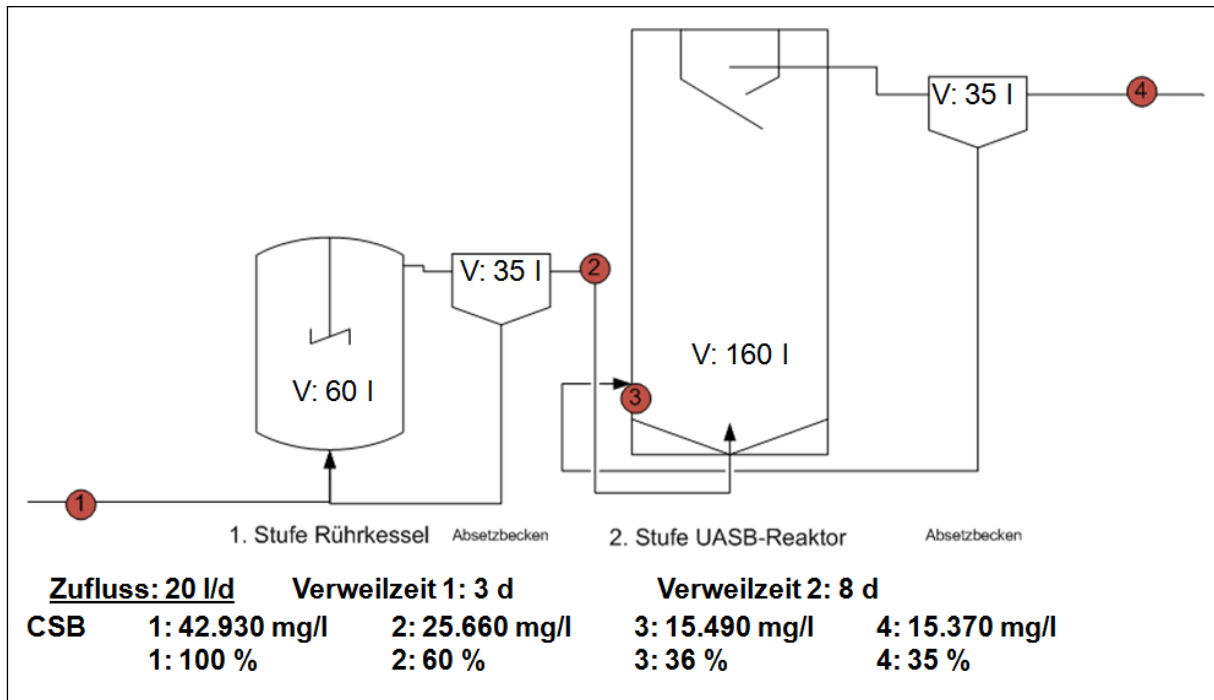 V: 35 l
4
V: 35 l
2
V: 160 l
V: 60 l
3
1
1. Stufe Rührkessel Absetzbecken 2. Stufe UASB-Reaktor Absetzbecken
Zufluss: 20 l/d Verweilzeit 1: 3 d Verweilzeit 2: 8 d
CSB 1: 42.930 mg/l 2: 25.660 mg/l 3: 15.490 mg/l 4: 15.370 mg/l
1: 100 % 2: 60 % 3: 36 % 4: 35 %